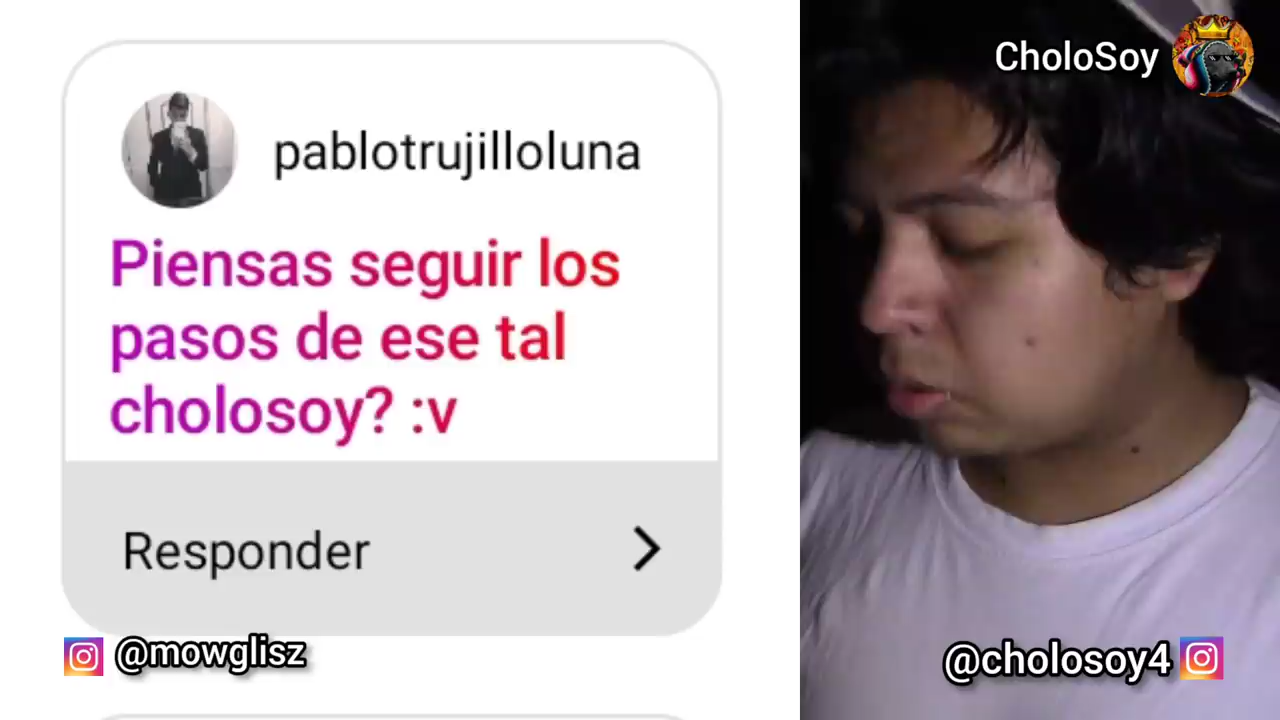 pablotrujilloluna
Piensas seguir los
pasos de ese tal
cholosoy? :v
Responder
@mowglisz
CholoSoy
@cholosoy4